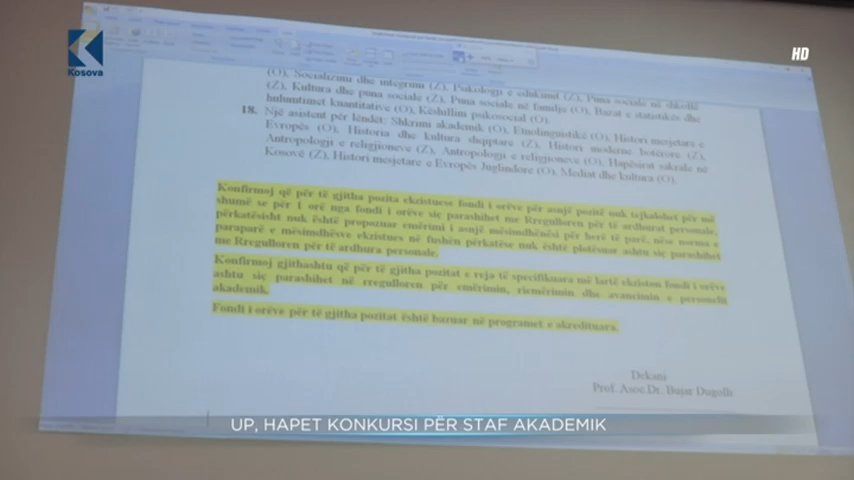 Kosova
HD
(O), Socializimi dhe integrimi (Z), Psikologji e edukimit (Z), Puna sociale në shkollë
(Z), Kultura dhe puna sociale (Z), Puna sociale në familje (O), Bazat e statistikës dhe
hulumtimet kuantitative (O), Këshillim psikosocial (O).
18. Një asistent për lëndët: Shkrimi akademik (O), Etnolinguistikë (O), Histori mesjetare e
Evropës (O), Historia dhe kultura shqiptare (Z), Histori moderne botërore (Z),
Antropologji e religjioneve (Z), Antropologji e religjioneve (O), Hapësirat sakrale në
Kosovë (Z), Histori mesjetare e Evropës Juglindore (O), Mediat dhe kultura (O).
Konfirmoj që për të gjitha pozita ekzistuese fondi i orëve për asnjë pozitë nuk tejkalohet për më
shumë se për 1 orë nga fondi i orëve siç parashihet me Rregulloren për të ardhurat personale,
përkatësisht nuk është propozuar emërimi i asnjë mësimdhënësi për herë të parë, nëse norma e
paraparë e mësimdhësve ekzistnes në fushën përkatëse nuk është plotësuar ashtu siç parashihet
me Rregulloren për të ardhura personale.
Konfirmoj gjithashtu që për të gjitha pozitat e reja të specifikuara më lartë ekziston fondi i orëve
ashtu siç parashihet në rregulloren për emërimin, riemërimin dhe avancimin e personelit
akademik.
Fondi i orëve për të gjitha pozitat është bazuar në programet e akredituara.
Dekani
Prof. Asoc.Dr. Bujar Dugolli
UP, HAPET KONKURSI PËR STAF AKADEMIK